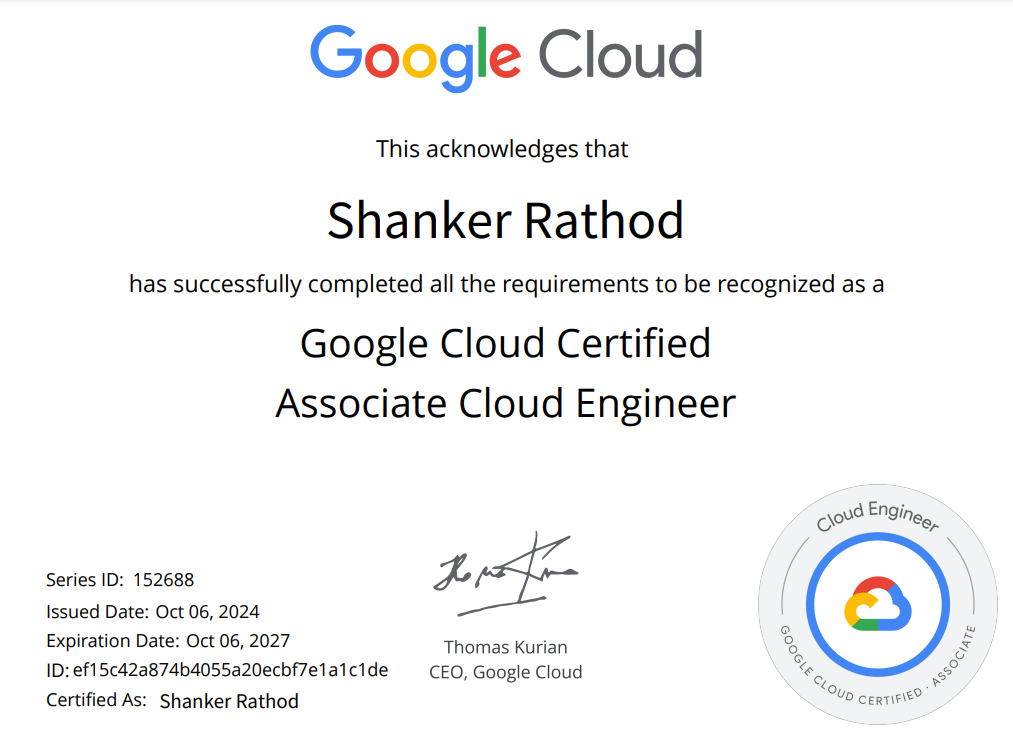 Google Cloud
This acknowledges that
Shanker Rathod
has successfully completed all the requirements to be recognized as a
Google Cloud Certified
Associate Cloud Engineer
Series ID: 152688
Issued Date: Oct 06, 2024
Expiration Date: Oct 06, 2027
ID: ef15c42a874b4055a20ecbf7e1a1c1de
Certified As: Shanker Rathod
Thomas Kurian
CEO, Google Cloud
Cloud Engineer
GOOGLE CLOUD CERTIFIED · ASSOCIATE